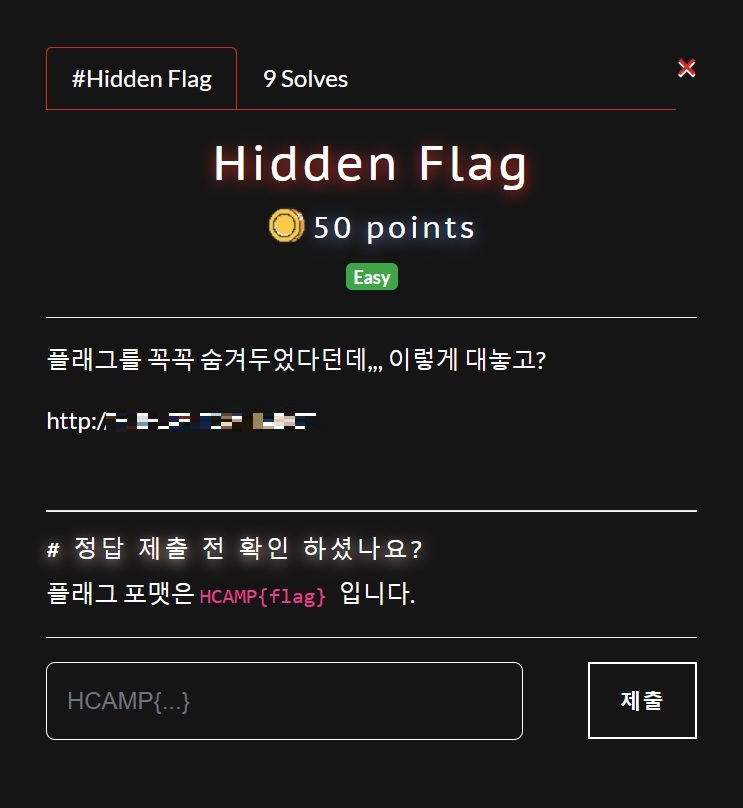 #Hidden Flag
9 Solves
Hidden Flag
50 points
Easy
플래그를 꼭꼭 숨겨두었다던데,,, 이렇게 대놓고?
http:/
# 정답 제출 전 확인 하셨나요?
플래그 포맷은 HCAMP{flag} 입니다.
HCAMP{...}
제출